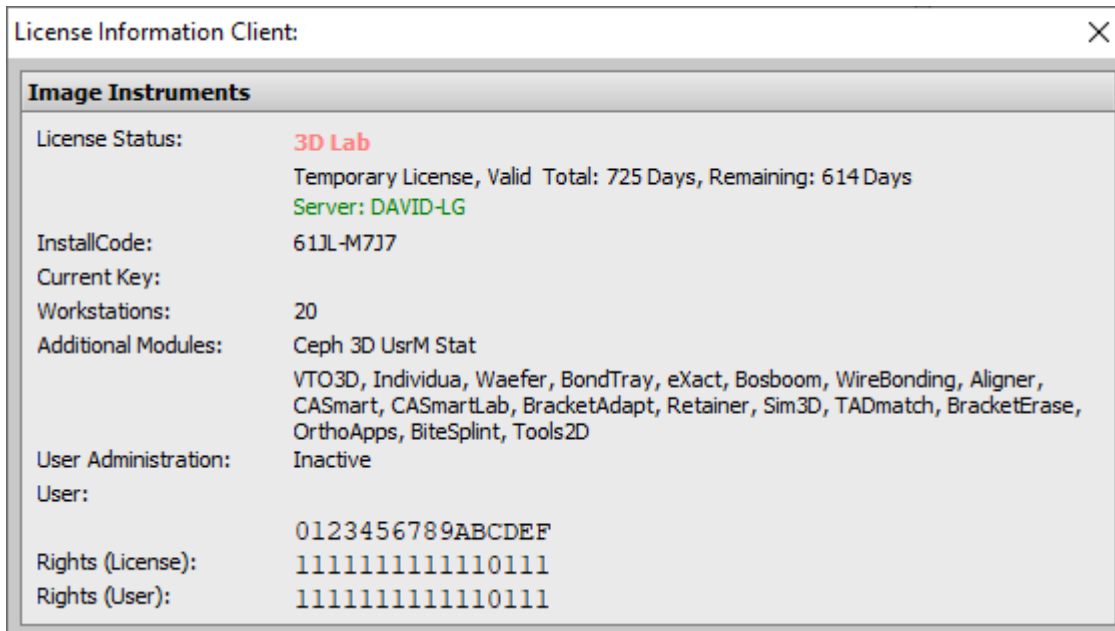 License Information Client:
Image Instruments
License Status: 3D Lab
Temporary License, Valid Total: 725 Days, Remaining: 614 Days
Server: DAVID-LG
InstallCode: 61JL-M7J7
Current Key:
Workstations: 20
Additional Modules: Ceph 3D UsrM Stat
VTO3D, Individua, Waefer, BondTray, eXact, Bosboom, WireBonding, Aligner,
CASmart, CASmartLab, BracketAdapt, Retainer, Sim3D, TADmatch, BracketErase,
OrthoApps, BiteSplint, Tools2D
User Administration: Inactive
User:
0123456789ABCDEF
Rights (License): 1111111111110111
Rights (User): 1111111111110111